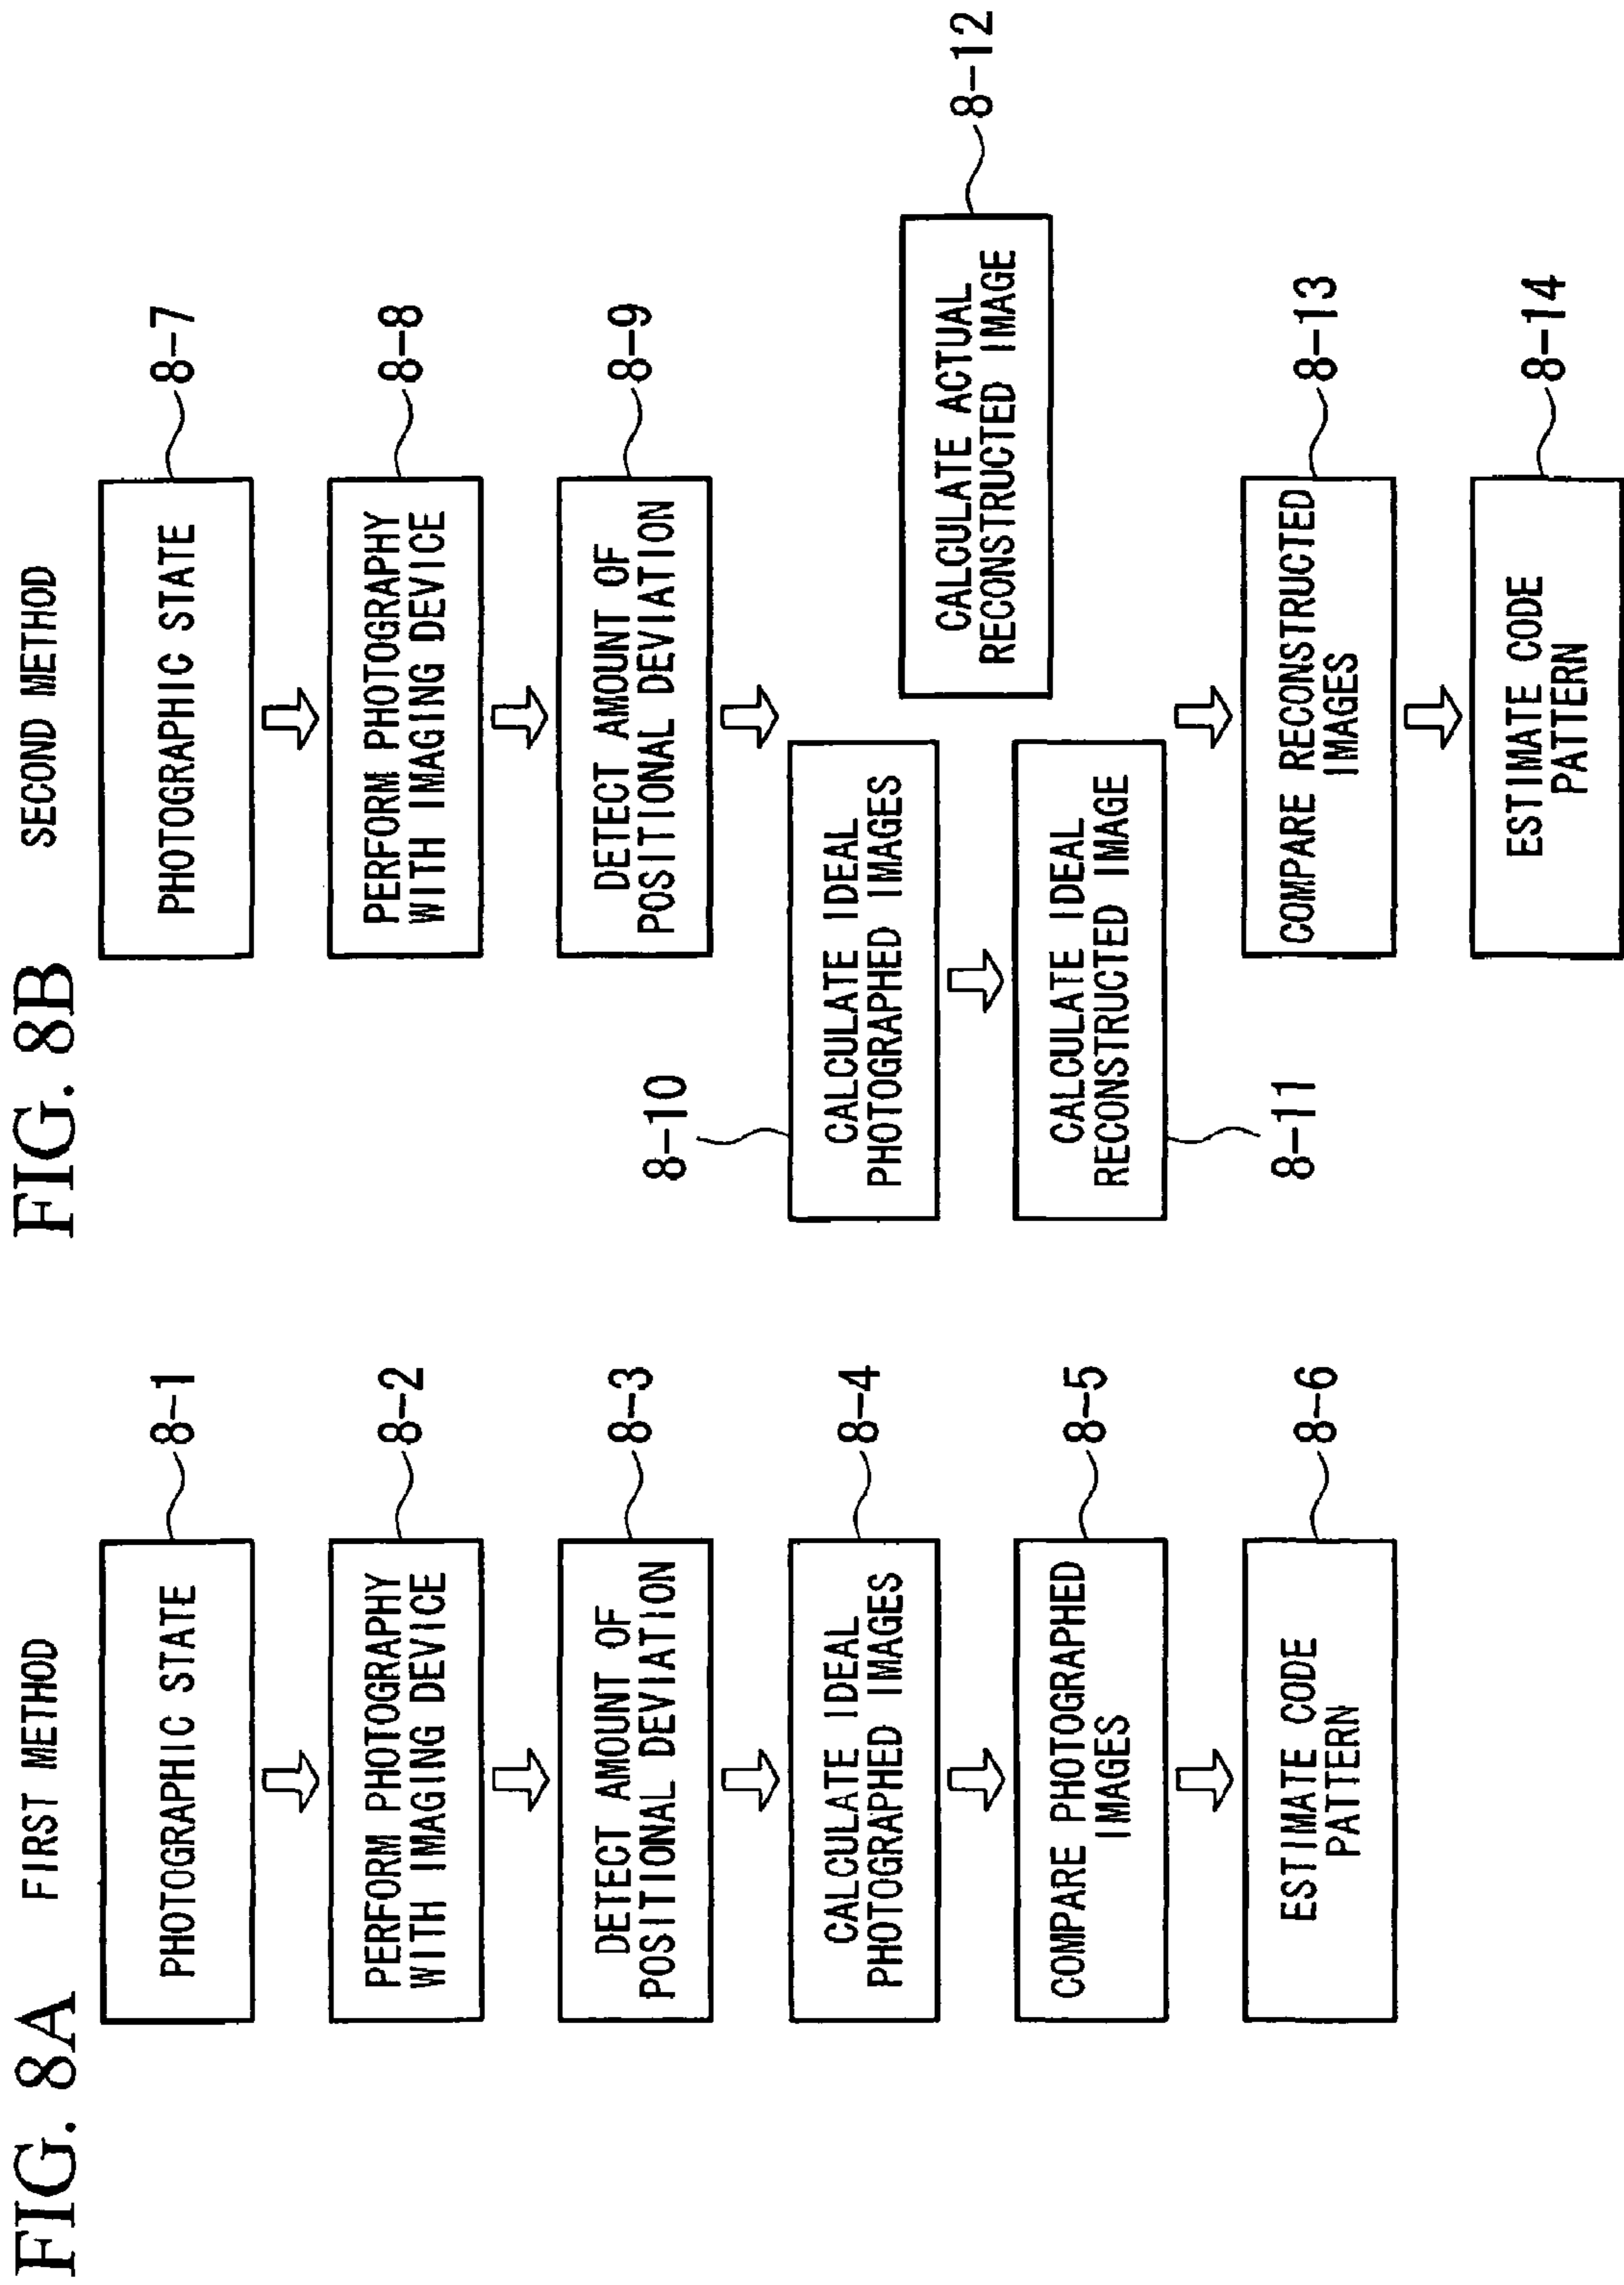 FIG. 8A
FIRST METHOD
PHOTOGRAPHIC STATE
8-1
PERFORM PHOTOGRAPHY
WITH IMAGING DEVICE
8-2
DETECT AMOUNT OF
POSITIONAL DEVIATION
8-3
CALCULATE IDEAL
PHOTOGRAPHED IMAGES
8-4
COMPARE PHOTOGRAPHED
IMAGES
8-5
ESTIMATE CODE
PATTERN
8-6
FIG. 8B
SECOND METHOD
PHOTOGRAPHIC STATE
8-7
PERFORM PHOTOGRAPHY
WITH IMAGING DEVICE
8-8
DETECT AMOUNT OF
POSITIONAL DEVIATION
8-9
8-10
CALCULATE IDEAL
PHOTOGRAPHED IMAGES
CALCULATE IDEAL
RECONSTRUCTED IMAGE
8-11
CALCULATE ACTUAL
RECONSTRUCTED IMAGE
8-12
COMPARE RECONSTRUCTED
IMAGES
8-13
ESTIMATE CODE
PATTERN
8-14